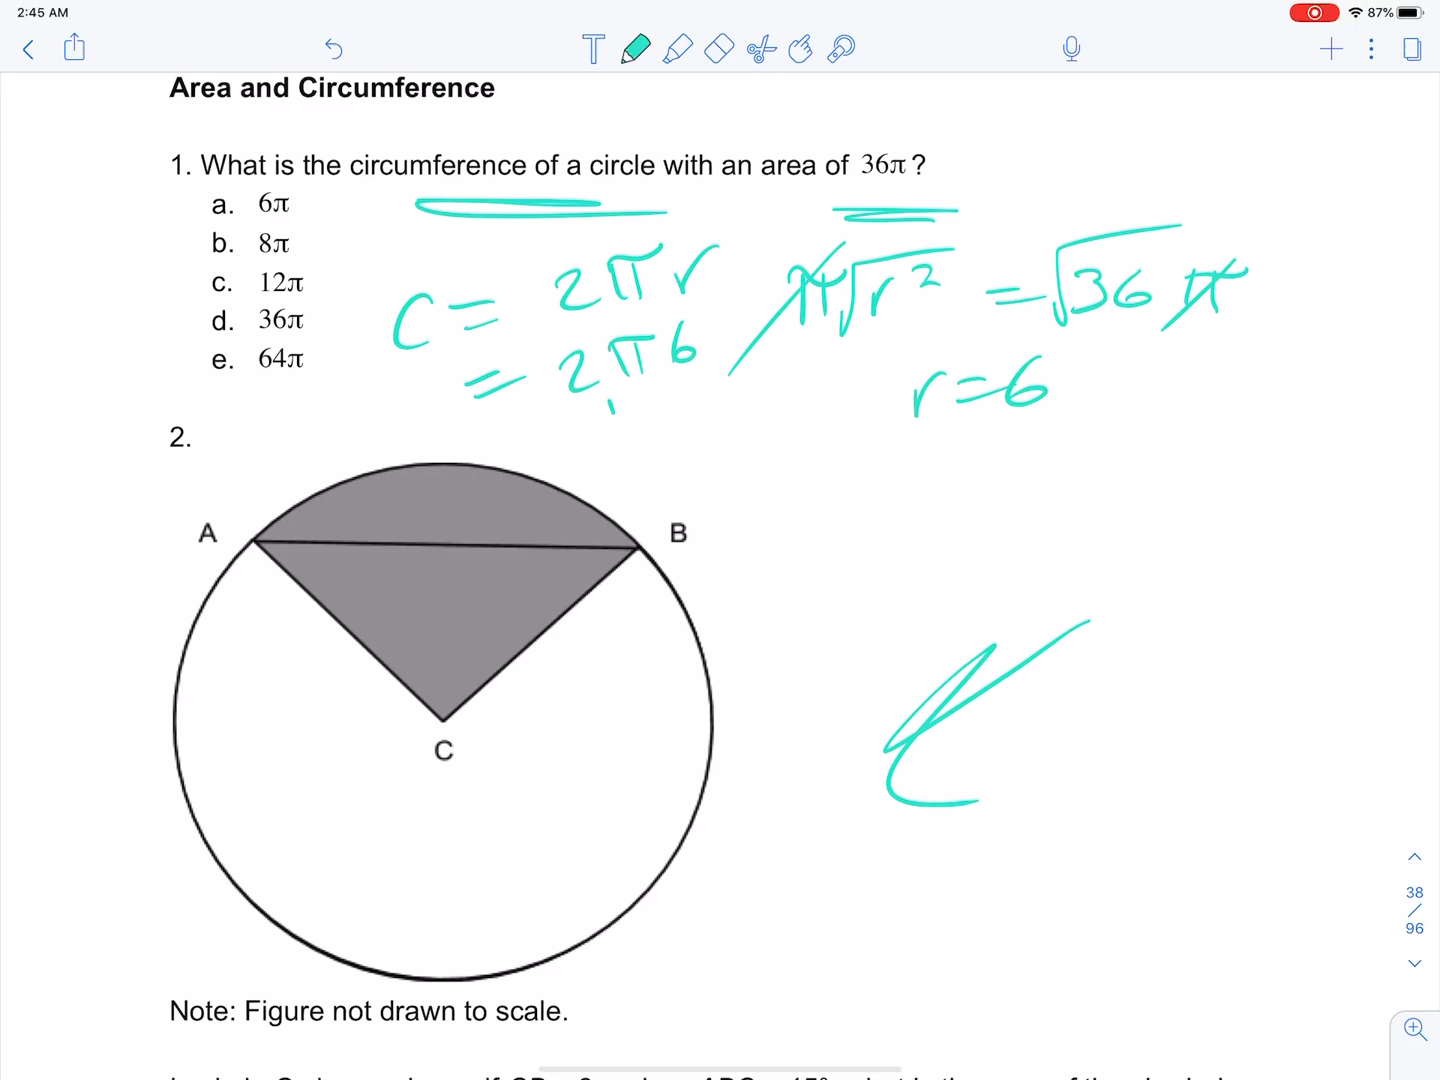 2:45 AM
87%
T
Area and Circumference
1. What is the circumference of a circle with an area of 36π?
a. 6π
b. 8π
c. 12π
d. 36π
e. 64π
C = 2πr
= 2π6
π√r² = √36 π
r = 6
2.
A
B
C
38
/
96
Note: Figure not drawn to scale.